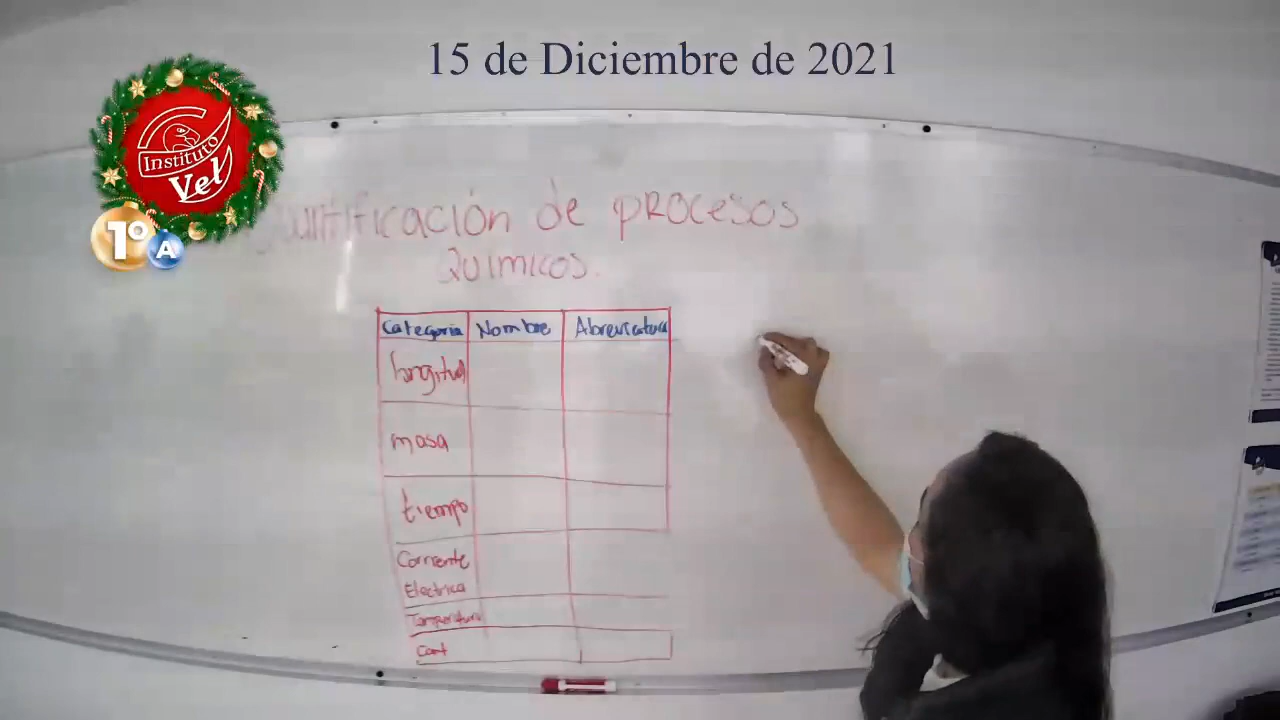 15 de Diciembre de 2021
Instituto
Vel
1º
A
Cuantificación de procesos
Químicos.
Categoria Nombre Abreviatura
longitud
masa
tiempo
Corriente
Electrica
Temperatura
Cant